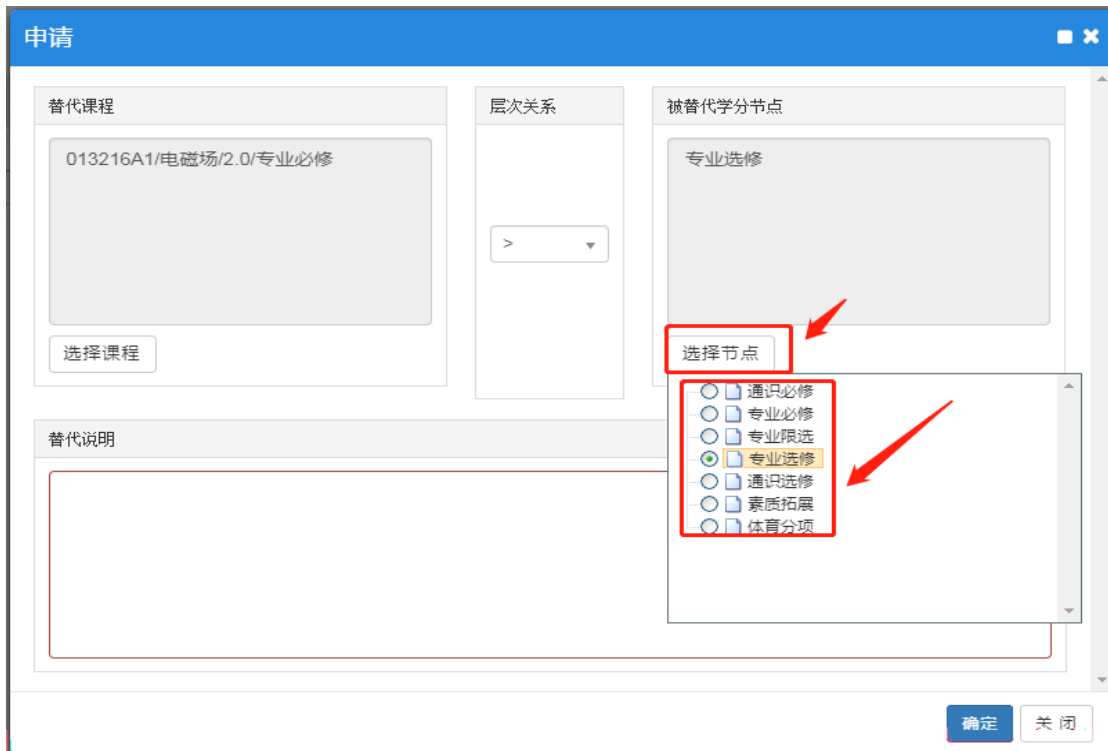 申请
替代课程
013216A1/电磁场/2.0/专业必修
选择课程
层次关系
>
被替代学分节点
专业选修
选择节点
通识必修
专业必修
专业限选
专业选修
通识选修
素质拓展
体育分项
替代说明
确定
关 闭